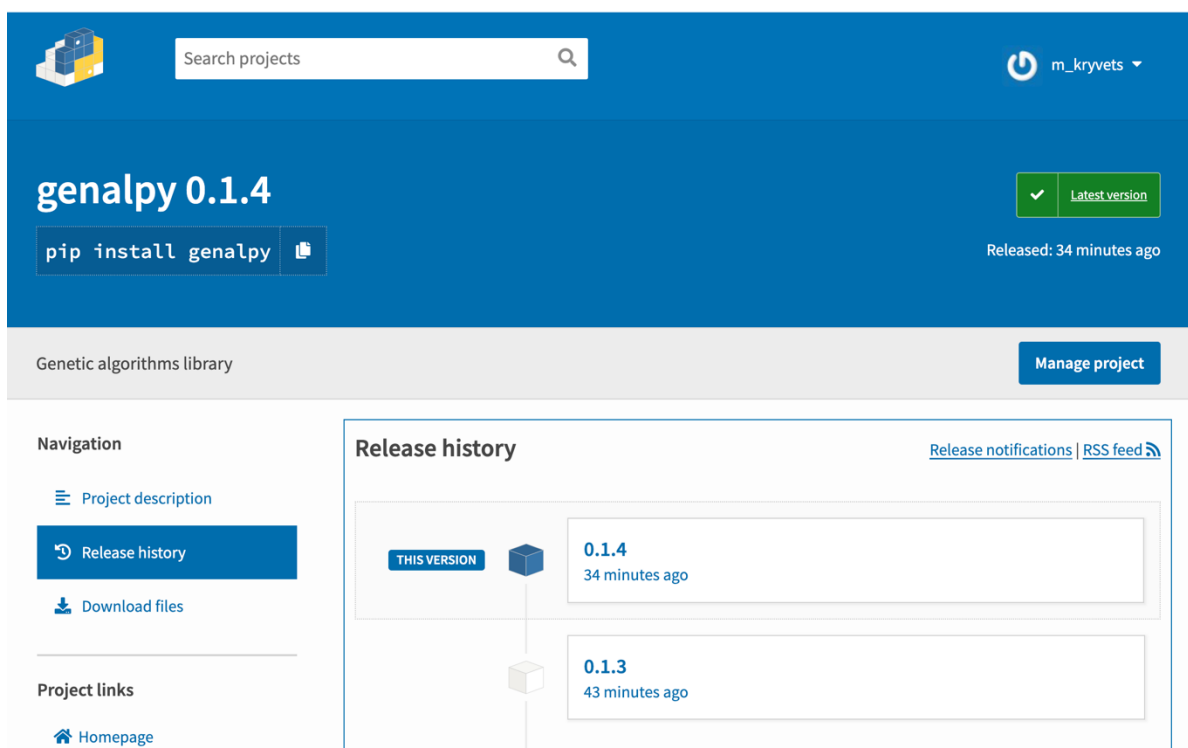 Search projects
m_kryvets
genalpy 0.1.4
Latest version
pip install genalpy
Released: 34 minutes ago
Genetic algorithms library
Manage project
Navigation
Project description
Release history
Download files
Project links
Homepage
Release history
Release notifications | RSS feed
THIS VERSION
0.1.4
34 minutes ago
0.1.3
43 minutes ago